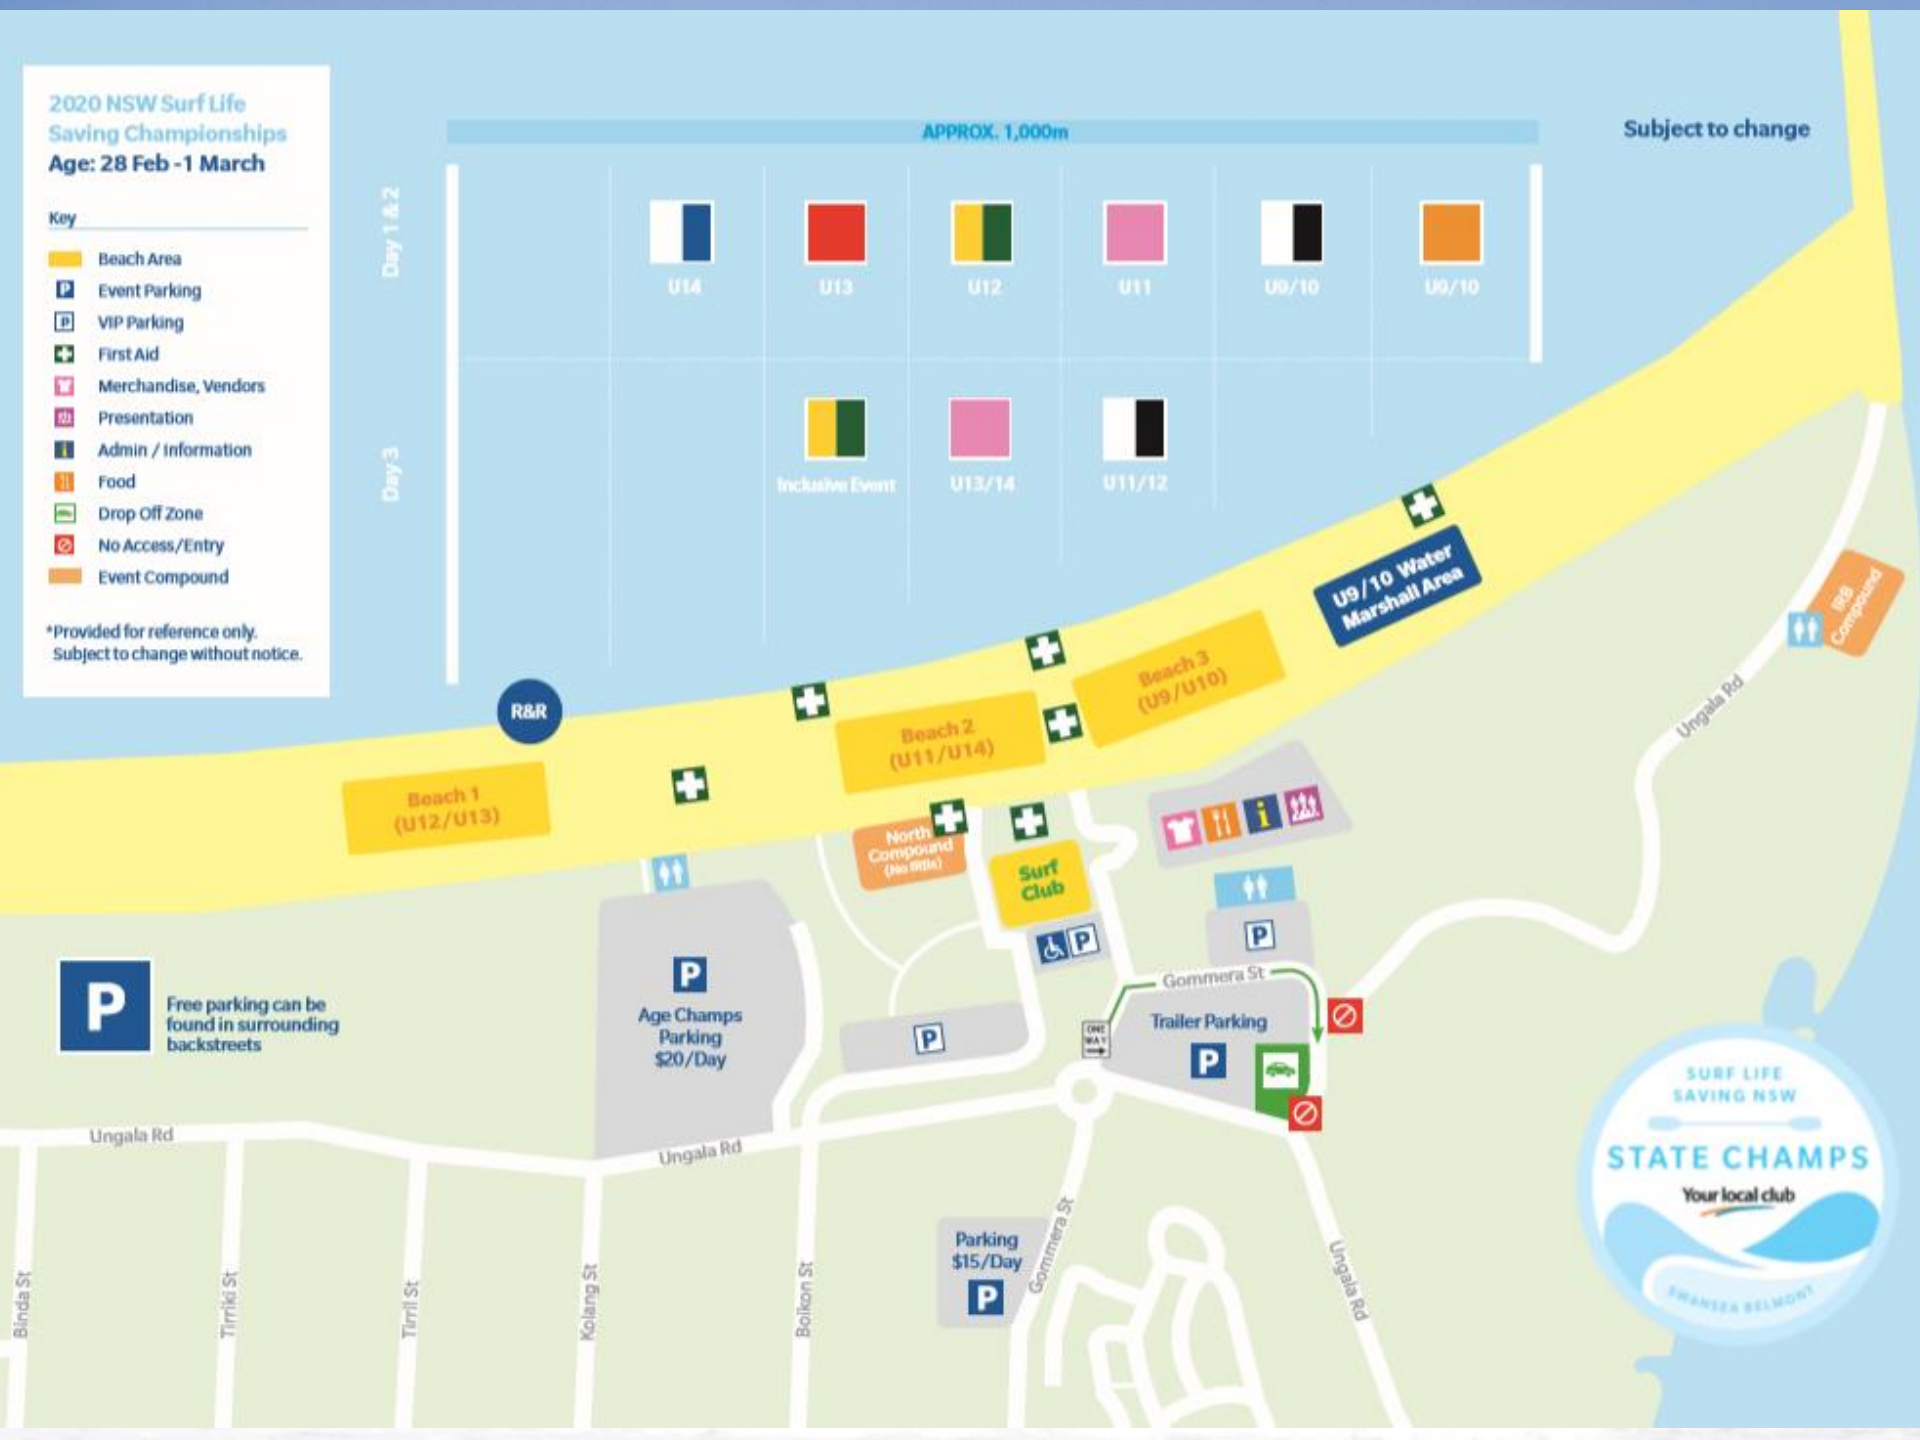 2020 NSW Surf Life
Saving Championships
Age: 28 Feb -1 March
Key
Beach Area
P Event Parking
P VIP Parking
First Aid
Merchandise, Vendors
Presentation
i Admin / Information
Food
Drop Off Zone
No Access/Entry
Event Compound
*Provided for reference only.
Subject to change without notice.
APPROX. 1,000m
Subject to change
Day 1 & 2
U14
U13
U12
U11
U9/10
U9/10
Day 3
Inclusive Event
U13/14
U11/12
U9/10 Water
Marshall Area
IRB
Compound
Ungala Rd
R&R
Beach 3
(U9/U10)
Beach 2
(U11/U14)
Beach 1
(U12/U13)
North
Compound
(No IRBs)
Surf
Club
i
P
P
Gommera St
P
Free parking can be
found in surrounding
backstreets
P
Age Champs
Parking
$20/Day
P
ONE
WAY
Trailer Parking
P
Ungala Rd
Ungala Rd
Binda St
Tirriki St
Tirril St
Kolang St
Boikon St
Parking
$15/Day
P
Gommera St
Ungala Rd
SURF LIFE
SAVING NSW
STATE CHAMPS
Your local club
SWANSEA BELMONT